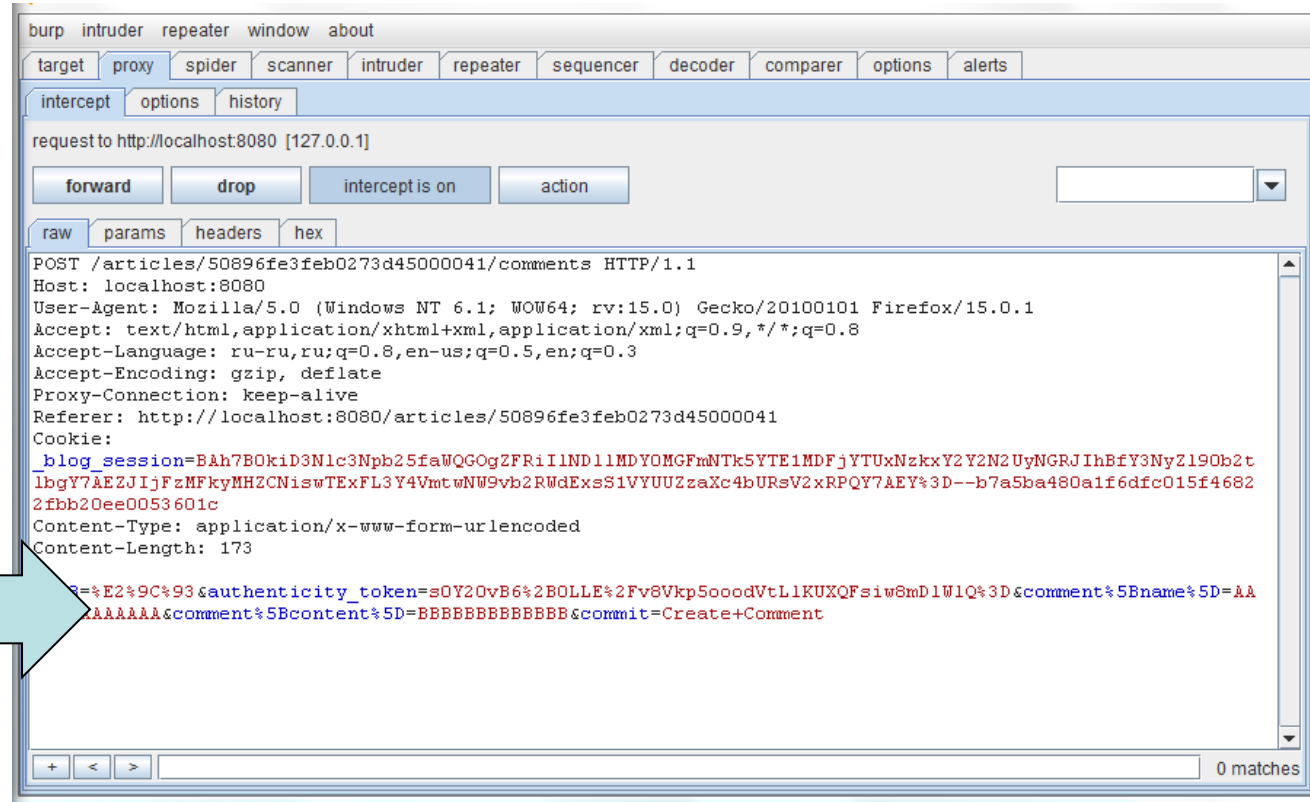 burp intruder repeater window about
target proxy spider scanner intruder repeater sequencer decoder comparer options alerts
intercept options history
request to http://localhost:8080 [127.0.0.1]
forward drop intercept is on action
raw params headers hex
POST /articles/50896fe3feb0273d45000041/comments HTTP/1.1
Host: localhost:8080
User-Agent: Mozilla/5.0 (Windows NT 6.1; WOW64; rv:15.0) Gecko/20100101 Firefox/15.0.1
Accept: text/html,application/xhtml+xml,application/xml;q=0.9,*/*;q=0.8
Accept-Language: ru-ru,ru;q=0.8,en-us;q=0.5,en;q=0.3
Accept-Encoding: gzip, deflate
Proxy-Connection: keep-alive
Referer: http://localhost:8080/articles/50896fe3feb0273d45000041
Cookie:
_blog_session=BAh7B0kiD3Nlc3Npb25faWQGOgZFRiIlNDllMDY0MGFmNTk5YTE1MDFjYTUxNzkxY2Y2N2UyNGRJIhBfY3NyZl90b2t
lbgY7AEZJIjFzMFkyMHZCNiswTExFL3Y4VmtwNW9vb2RWdExsS1VYUUZzaXc4bURsV2xRPQY7AEY%3D--b7a5ba480a1f6dfc015f4682
2fbb20ee0053601c
Content-Type: application/x-www-form-urlencoded
Content-Length: 173
=%E2%9C%93&authenticity_token=s0Y20vB6%2B0LLE%2Fv8Vkp5ooodVtLlKUXQFsiw8mDlWlQ%3D&comment%5Bname%5D=AA
AAAAAAA&comment%5Bcontent%5D=BBBBBBBBBBBBB&commit=Create+Comment
+ < > 0 matches